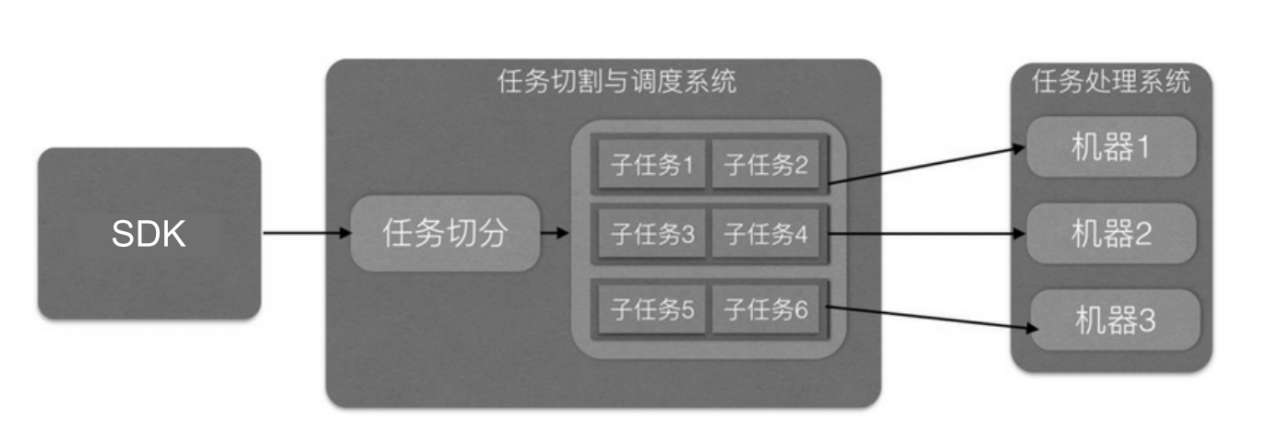 任务切割与调度系统
任务处理系统
SDK
任务切分
子任务1 子任务2
子任务3 子任务4
子任务5 子任务6
机器1
机器2
机器3